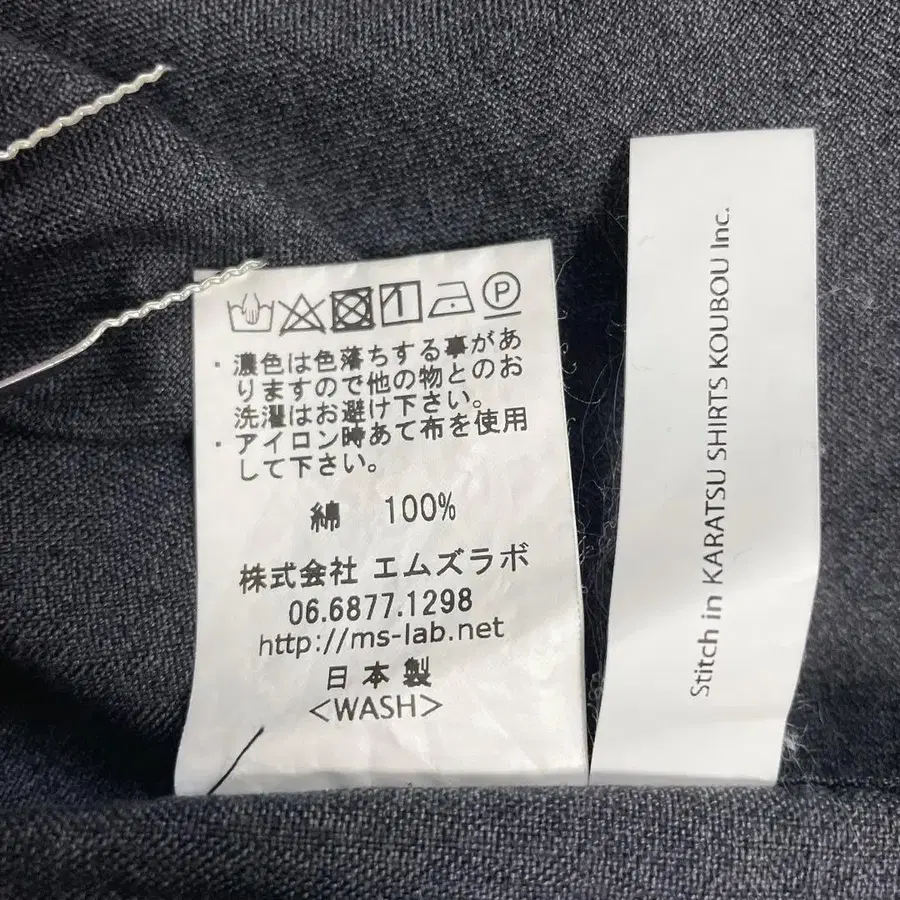 ・濃色は色落ちする事があ
りますので他の物とのお
洗濯はお避け下さい。
・アイロン時あて布を使用
して下さい。
綿 100%
株式会社 エムズラボ
06.6877.1298
http://ms-lab.net
日本製
<WASH>
P
Stitch in KARATSU SHIRTS KOUBOU Inc.